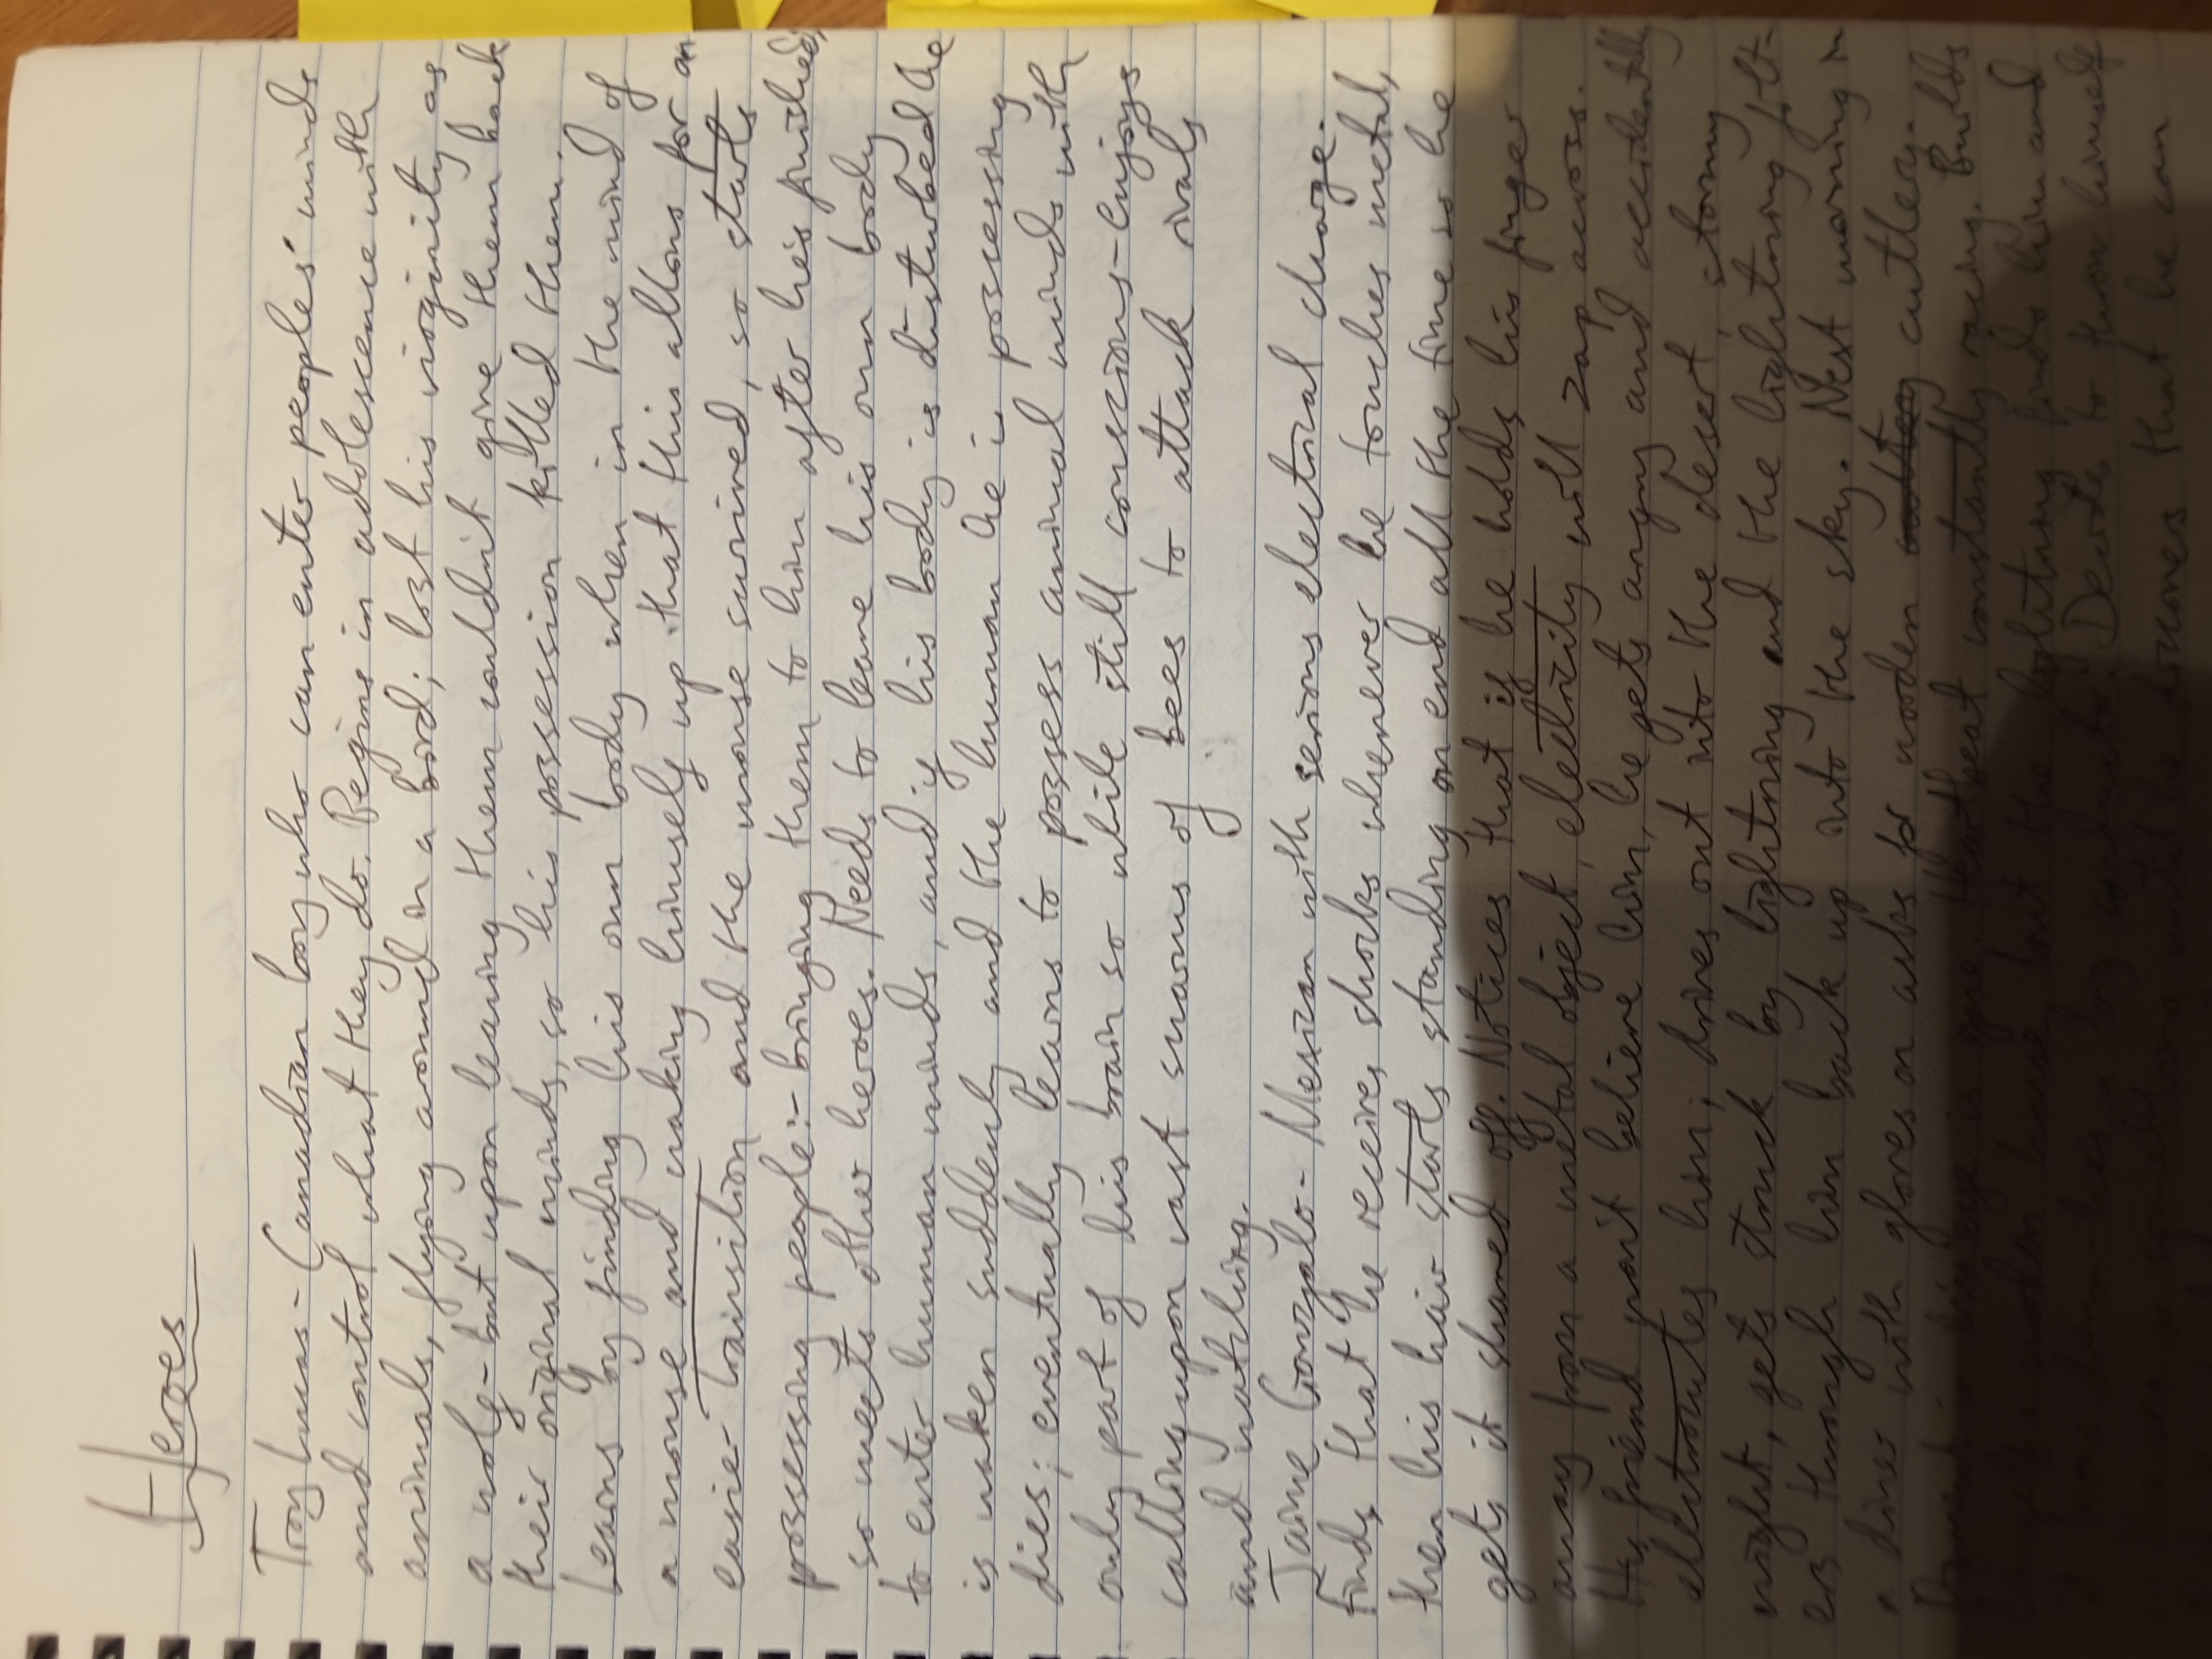 Heroes
Troy Lucas - Canadian boy who can enter peoples' minds
and control what they do. Begins in adolescence with
animals, flying around in a bird; lost his virginity as
a wolf - but upon leaving them couldn't give them back
their original minds, so his possession killed them.
Learns by finding his own body when in the mind of
a mouse and waking himself up that this allows for an
easier transition and the mouse survived, so starts
possessing people:- bringing them to him after he's finished,
so meets other heroes. Needs to leave his own body
to enter human minds, and if his body is disturbed he
is woken suddenly and the human he is possessing
dies; eventually learns to possess animal minds with
only part of his brain so while still conscious - enjoys
calling upon vast swarms of bees to attack rivals
and watching.
Jaime Gonzalo - Mexican with serious electrical charge.
Finds that he receives shocks whenever he touches metal,
then his hair starts standing on end all the time so he
gets it shaved off. Notices that if he holds his finger
away from a metal object, electricity will zap across.
His friend won't believe him, he gets angry and accidentally
electrocutes him; drives out into the desert, stormy
night, gets struck by lightning and the lightning filt-
ers through him back up into the sky. Next morning in
a diner with gloves on asks for wooden cutlery.
Pigment in his eye is gone. Heartbeat constantly racing. Builds
himself a wooden house, but the lightning finds him and
it burns down - he's a big conductor. Decides to throw himself
something until he discovers that he can